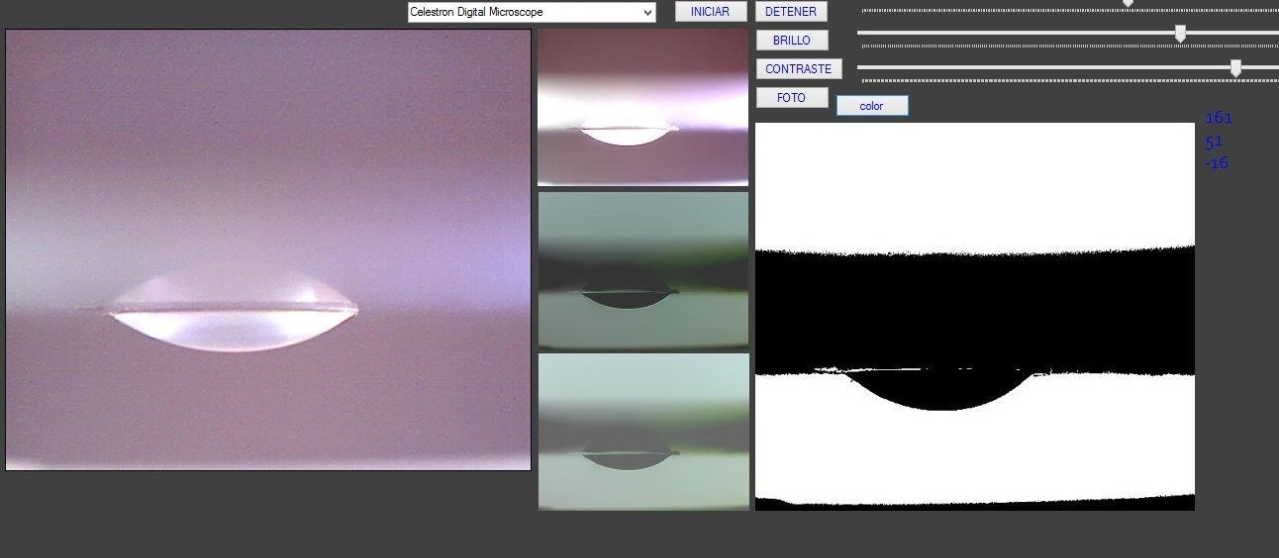 Celestron Digital Microscope
INICIAR
DETENER
BRILLO
CONTRASTE
FOTO
color
161
51
-16